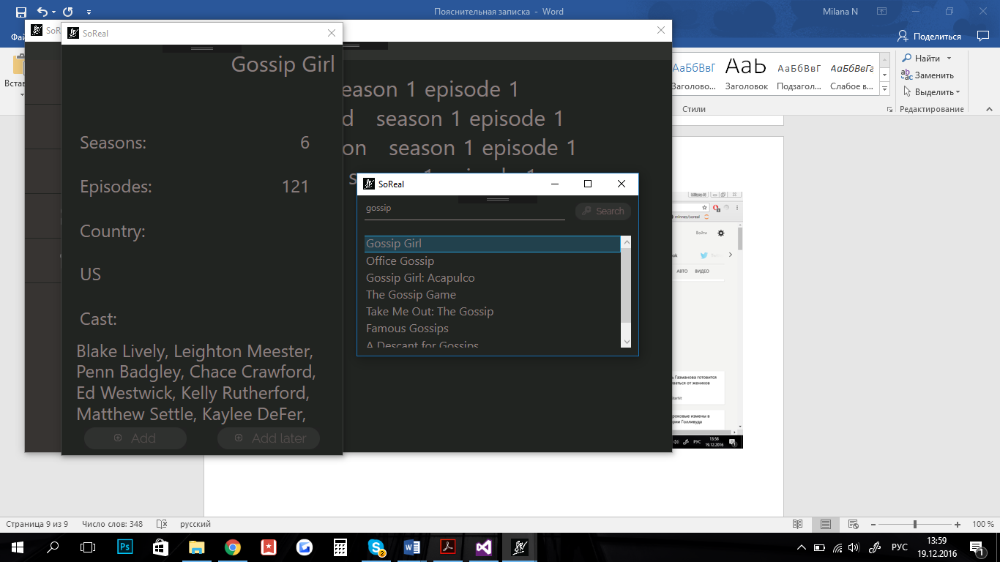 Пояснительная записка - Word
Milana N
Поделиться
SoReal
Gossip Girl
Seasons: 6
Episodes: 121
Country:
US
Cast:
Blake Lively, Leighton Meester,
Penn Badgley, Chace Crawford,
Ed Westwick, Kelly Rutherford,
Matthew Settle, Kaylee DeFer,
Add
Add later
eason 1 episode 1
d season 1 episode 1
on season 1 episode 1
SoReal
gossip
Search
Gossip Girl
Office Gossip
Gossip Girl: Acapulco
The Gossip Game
Take Me Out: The Gossip
Famous Gossips
A Descant for Gossips
АаБбВвГ
АаЬ
АаБбВвГ
АаБбВвГг
Заголово...
Заголовок
Подзагол...
Слабое в...
Стили
Найти
Заменить
Выделить
Редактирование
minnes/soreal
Войти
АВТО ВИДЕО
Газманова готовится
ваться от женихов
роковые измены в
рии Голливуда
РУС
13:58
19.12.2016
Страница 9 из 9
Число слов: 348
русский
100 %
Ps
2
РУС
13:59
19.12.2016
1